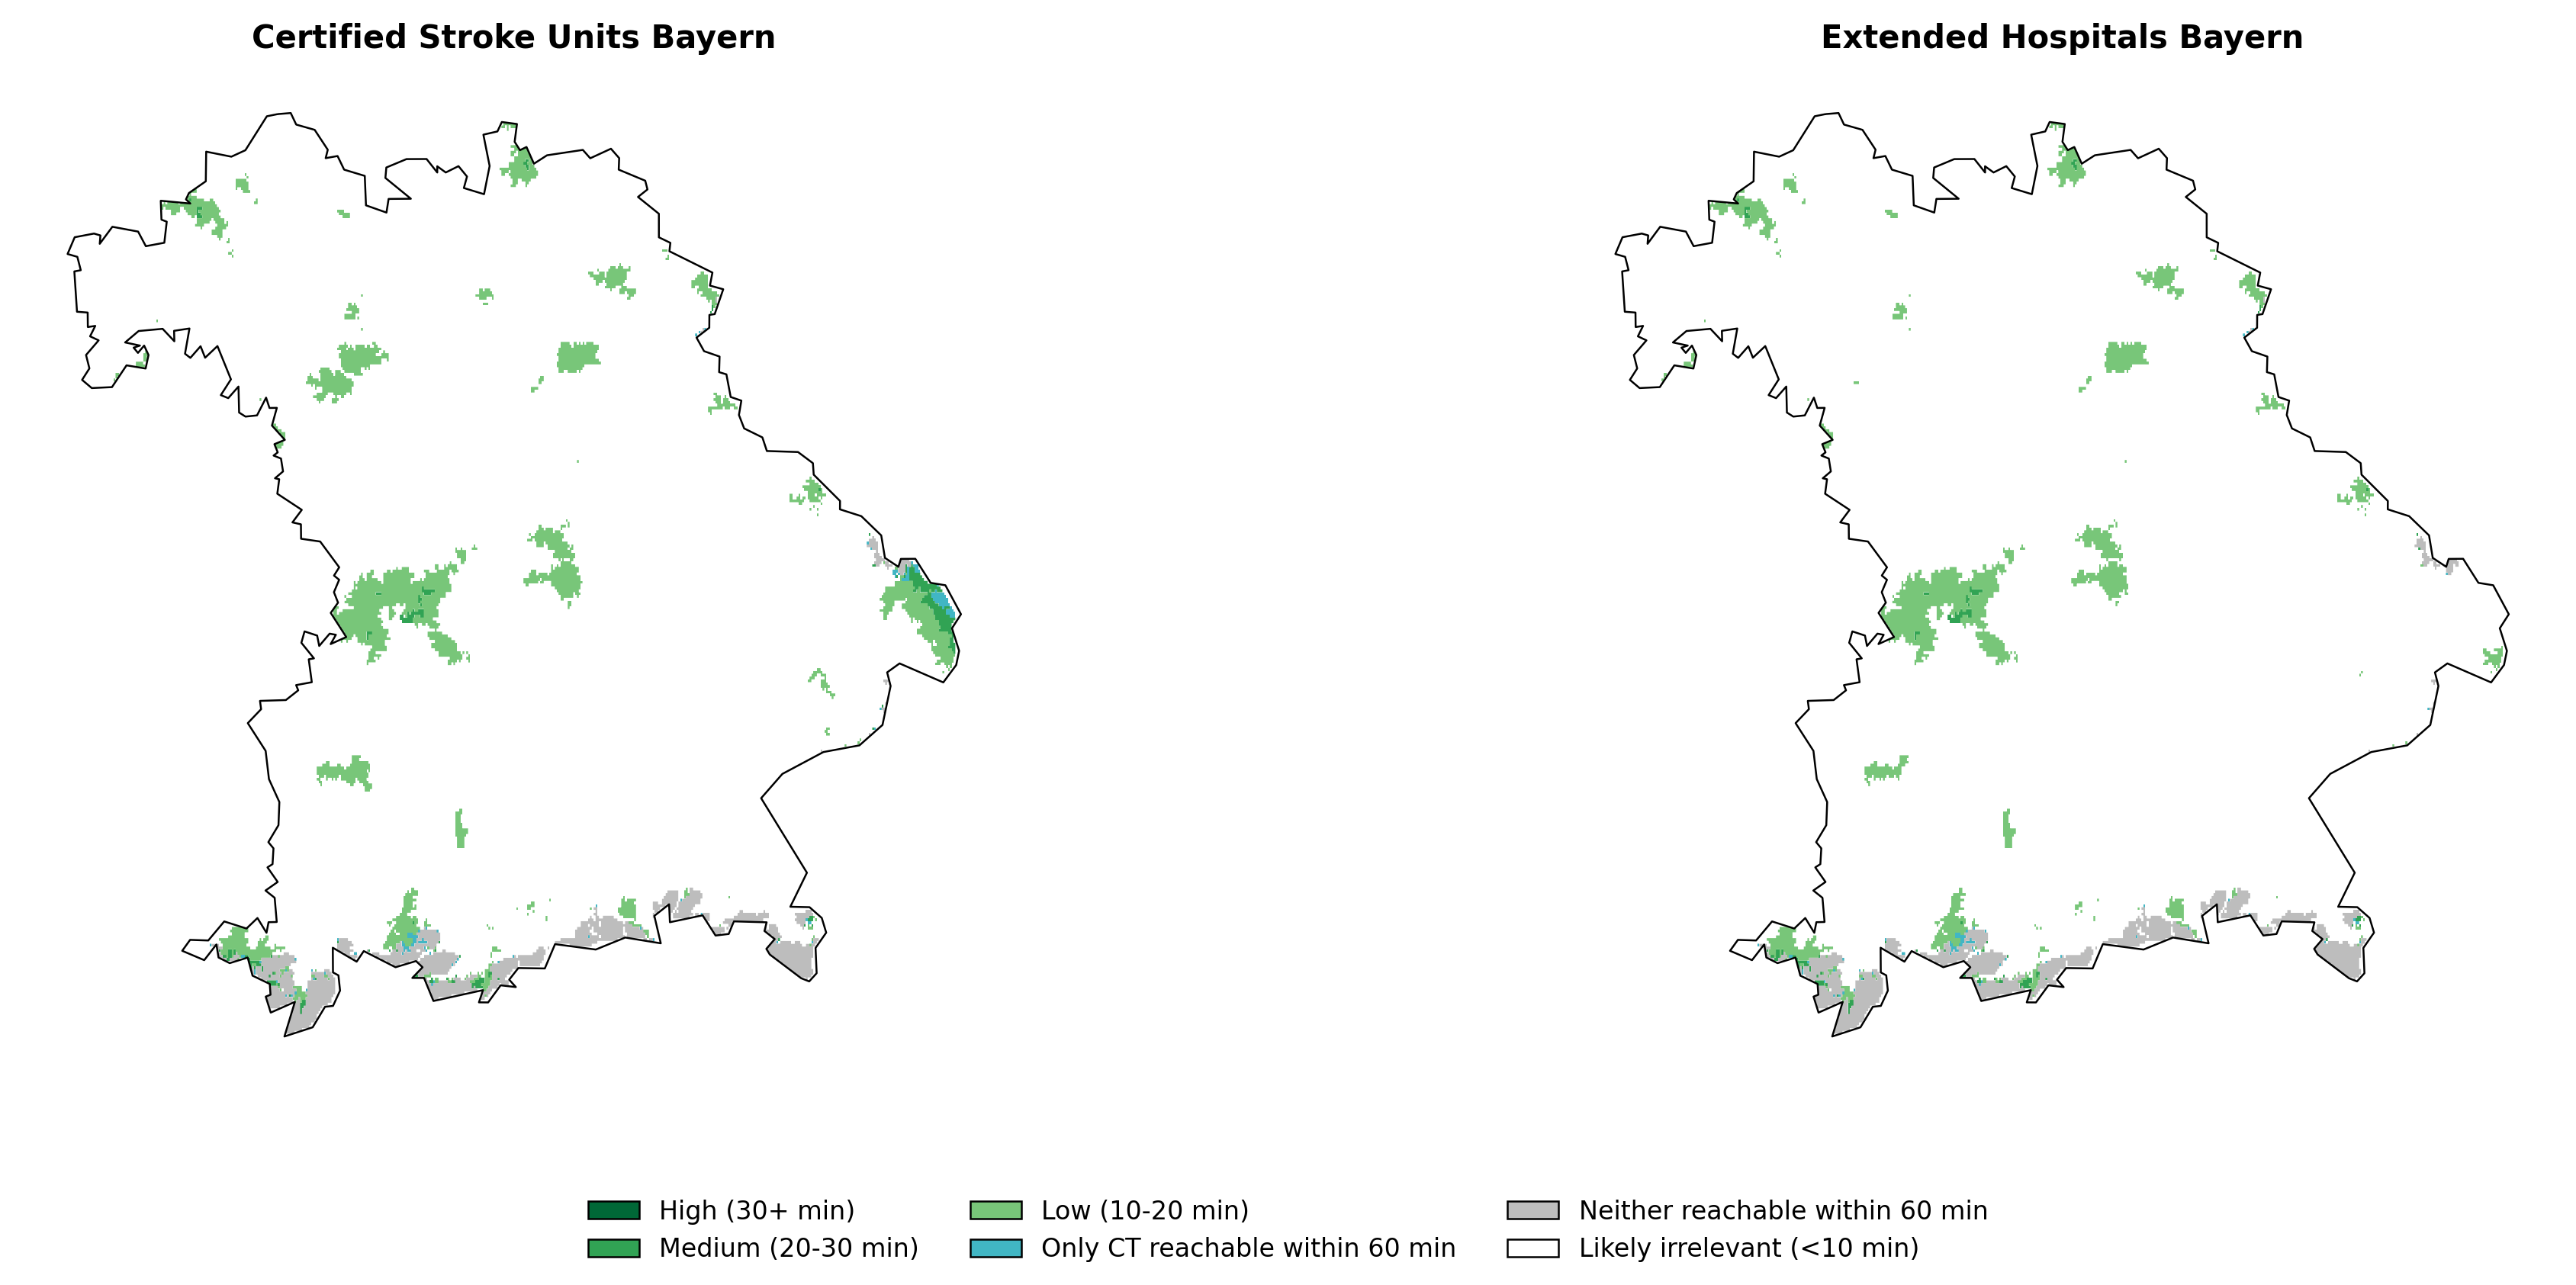 Certified Stroke Units Bayern
Extended Hospitals Bayern
High (30+ min)
Medium (20-30 min)
Low (10-20 min)
Only CT reachable within 60 min
Neither reachable within 60 min
Likely irrelevant (<10 min)